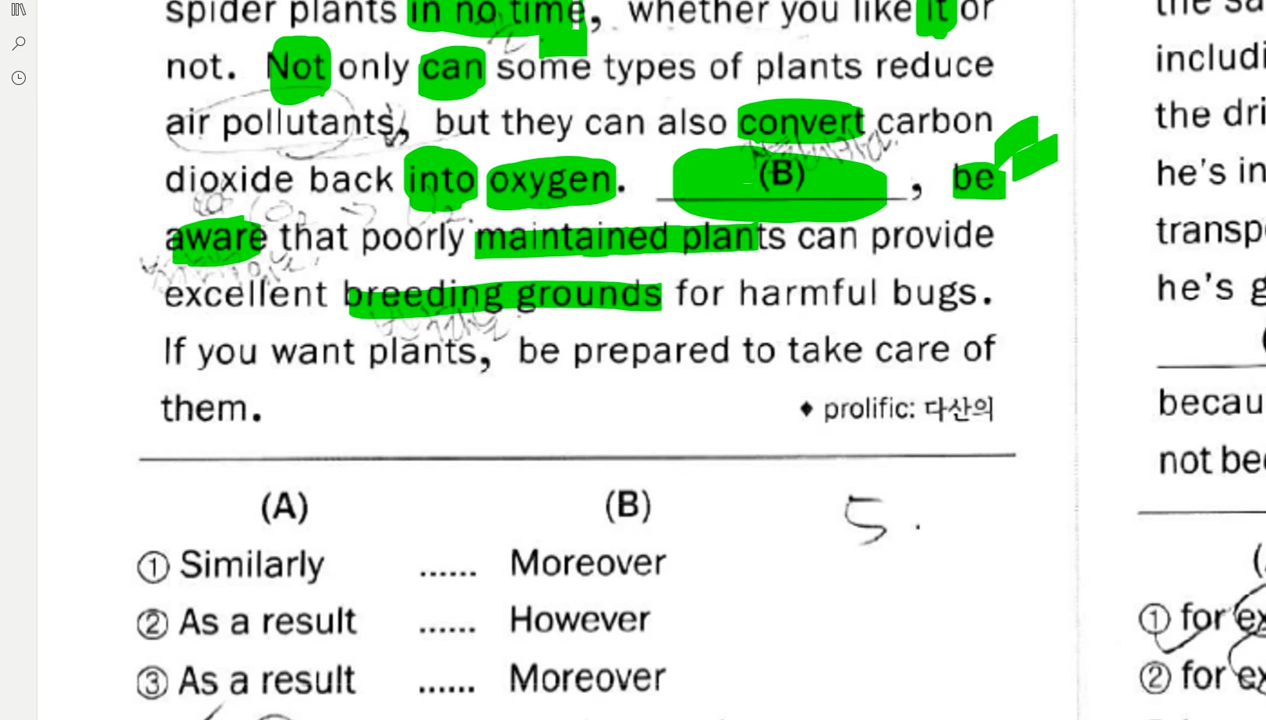 spider plants in no time, whether you like it or
not. Not only can some types of plants reduce
air pollutants, but they can also convert carbon
dioxide back into oxygen. (B) , be
aware that poorly maintained plants can provide
excellent breeding grounds for harmful bugs.
If you want plants, be prepared to take care of
them.
♦ prolific: 다산의
(A) (B)
5.
① Similarly ...... Moreover
② As a result ...... However
③ As a result ...... Moreover
includi
the dri
he's in
transp
he's g
becau
not bee
① for ex
② for ex